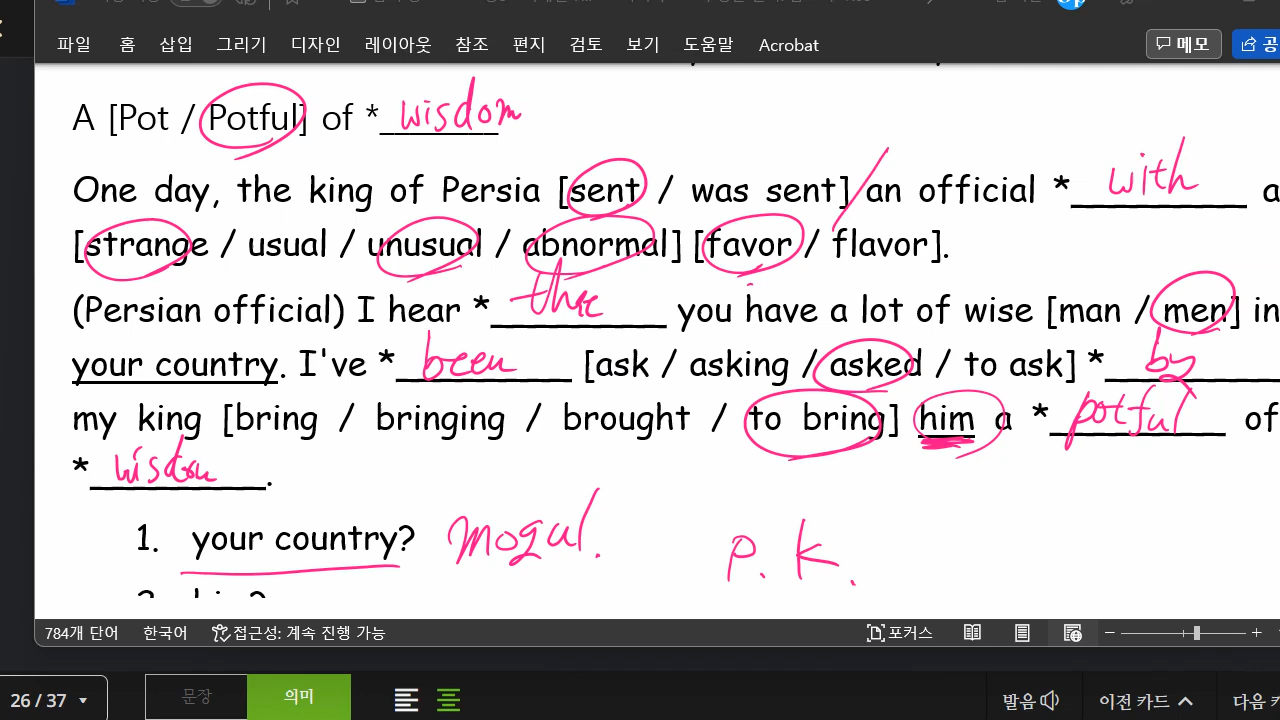 파일 홈 삽입 그리기 디자인 레이아웃 참조 편지 검토 보기 도움말 Acrobat 메모 공
A [Pot / Potful] of * wisdom
One day, the king of Persia [sent / was sent] / an official * with a
[strange / usual / unusual / abnormal] [favor / flavor].
(Persian official) I hear * you have a lot of wise [man / men] in
your country. I've * been [ask / asking / asked / to ask] * by
my king [bring / bringing / brought / to bring] him a * potful of
* wisdom.
1. your country? mogul. P. K.
784개 단어 한국어 접근성: 계속 진행 가능 포커스 − +
26 / 37 문장 의미 발음 이전 카드 다음